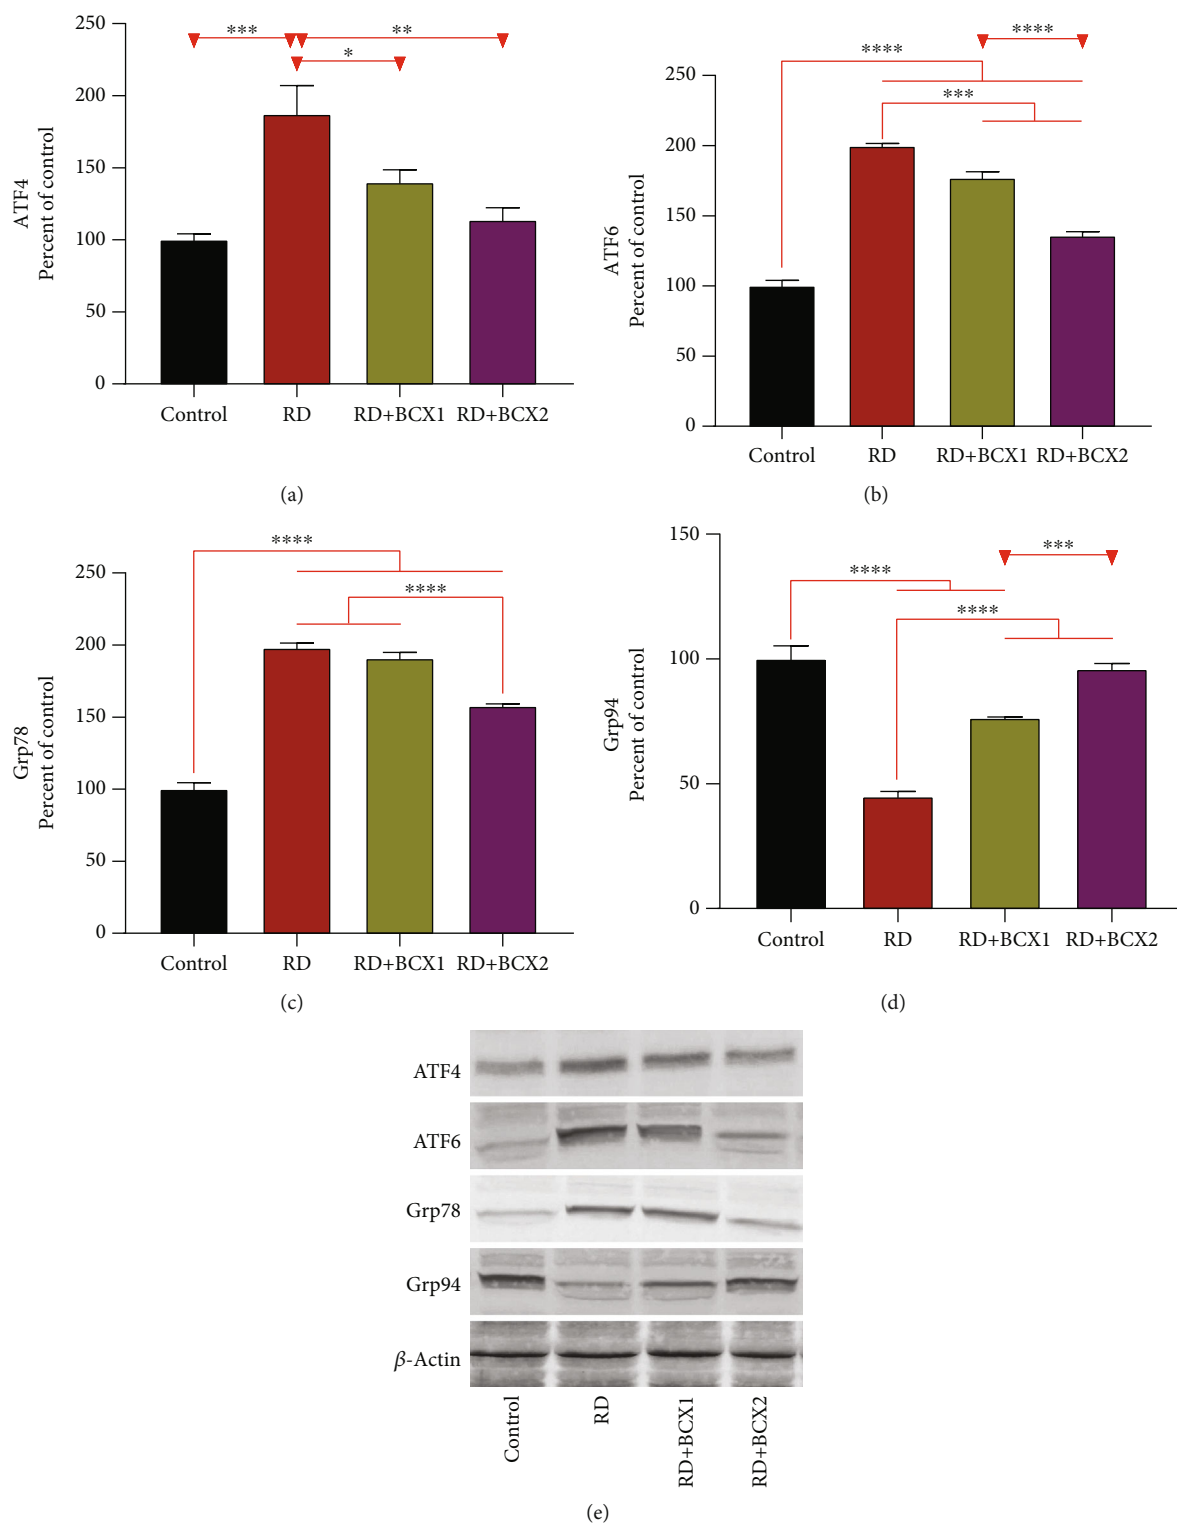 250
200
150
100
50
0
ATF4
Percent of control
***
**
*
Control
RD
RD+BCX1
RD+BCX2
(a)
250
200
150
100
50
0
ATF6
Percent of control
****
****
***
Control
RD
RD+BCX1
RD+BCX2
(b)
250
200
150
100
50
0
Grp78
Percent of control
****
****
Control
RD
RD+BCX1
RD+BCX2
(c)
150
100
50
0
Grp94
Percent of control
***
****
****
Control
RD
RD+BCX1
RD+BCX2
(d)
ATF4
ATF6
Grp78
Grp94
β-Actin
Control
RD
RD+BCX1
RD+BCX2
(e)